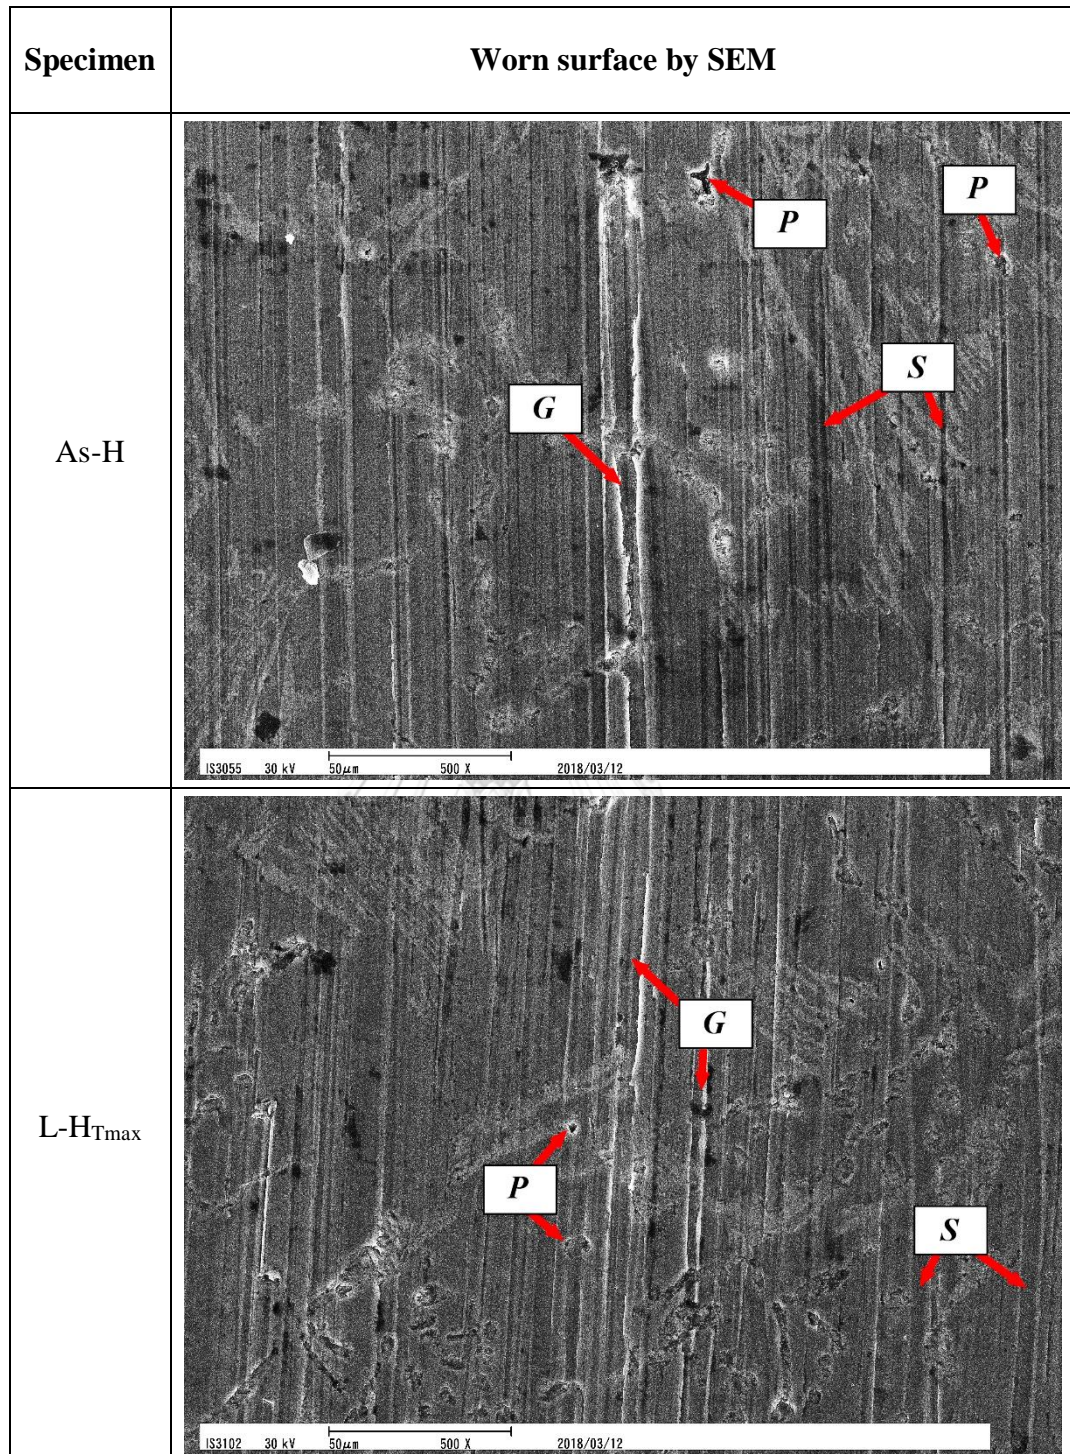 Specimen Worn surface by SEM
As-H
P
P
S
G
IS3055 30 kV 50μm 500 X 2018/03/12
L-HTmax
G
P
S
IS3102 30 kV 50μm 500 X 2018/03/12